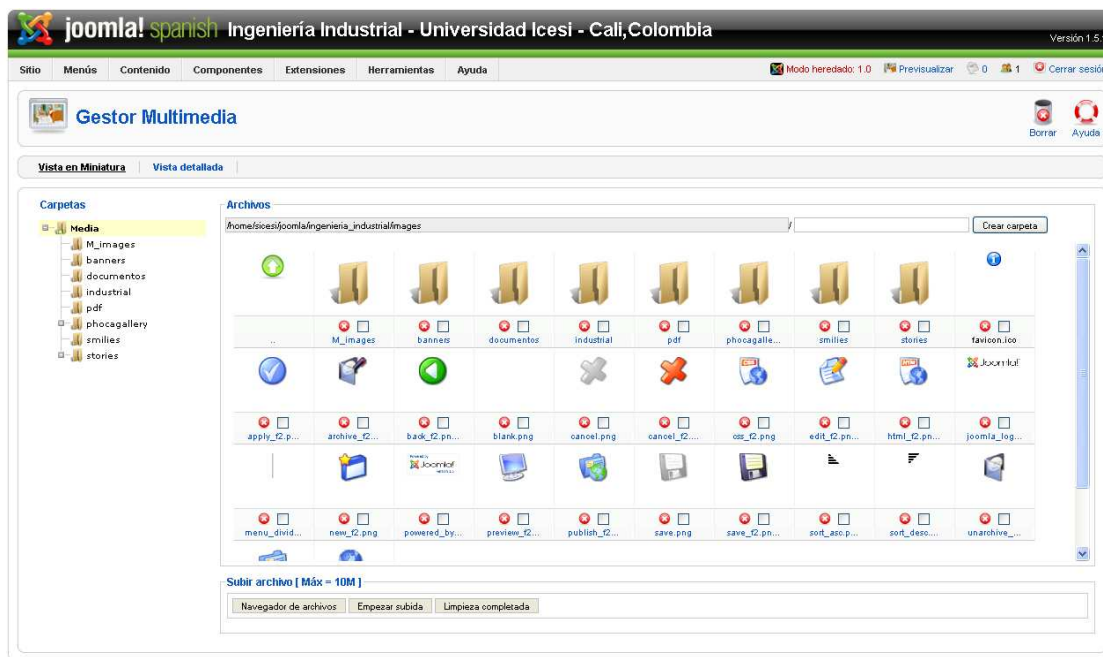 joomla! spanish Ingeniería Industrial - Universidad Icesi - Cali,Colombia
Versión 1.5.
Sitio Menús Contenido Componentes Extensiones Herramientas Ayuda Modo heredado: 1.0 Previsualizar 0 1 Cerrar sesión
Gestor Multimedia
Borrar Ayuda
Vista en Miniatura Vista detallada
Carpetas
Media
M_images
banners
documentos
industrial
pdf
phocagallery
smilies
stories
Archivos
/home/sicesi/joomla/ingenieria_industrial/images / Crear carpeta
.. M_images banners documentos industrial pdf phocagalle... smilies stories favicon.ico
Joomla!
apply_f2.p... archive_f2... back_f2.pn... blank.png cancel.png cancel_f2.... css_f2.png edit_f2.pn... html_f2.pn... joomla_log...
Joomla!
menu_divid... new_f2.png powered_by... preview_f2... publish_f2... save.png save_f2.pn... sort_asc.p... sort_desc.... unarchive_...
Subir archivo [ Máx = 10M ]
Navegador de archivos Empezar subida Limpieza completada